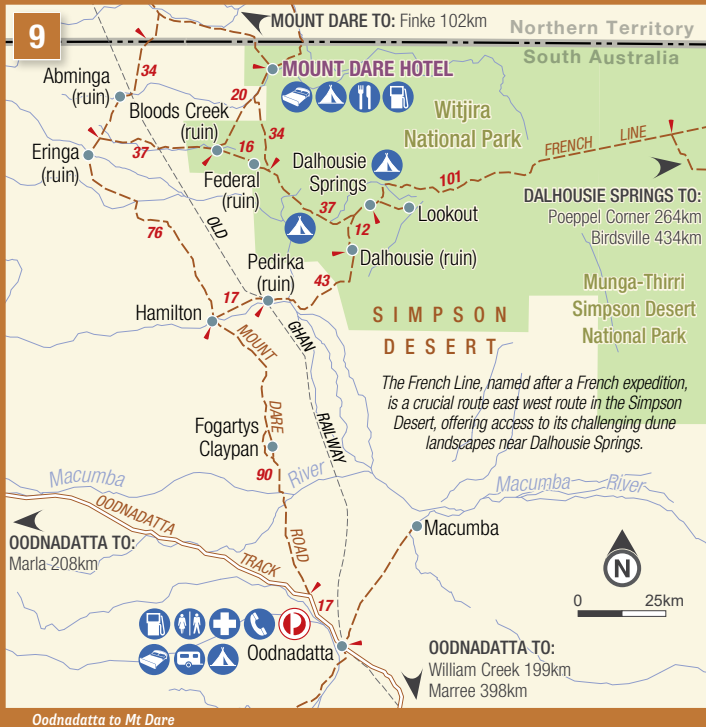 9
MOUNT DARE TO: Finke 102km
Northern Territory
South Australia
MOUNT DARE HOTEL
34
Abminga
(ruin)
20
Bloods Creek
(ruin)
Witjira
National Park
34
16
37
Eringa
(ruin)
Federal
(ruin)
Dalhousie
Springs
FRENCH LINE
101
DALHOUSIE SPRINGS TO:
Poeppel Corner 264km
Birdsville 434km
37
Lookout
12
76
OLD
Dalhousie (ruin)
Pedirka
(ruin)
43
17
Hamilton
Munga-Thirri
Simpson Desert
National Park
SIMPSON
DESERT
MOUNT
GHAN
The French Line, named after a French expedition,
is a crucial route east west route in the Simpson
Desert, offering access to its challenging dune
landscapes near Dalhousie Springs.
DARE
RAILWAY
Fogartys
Claypan
90
Macumba
River
Macumba River
OODNADATTA
ROAD
Macumba
OODNADATTA TO:
Marla 208km
TRACK
N
0 25km
17
Oodnadatta
OODNADATTA TO:
William Creek 199km
Marree 398km
Oodnadatta to Mt Dare